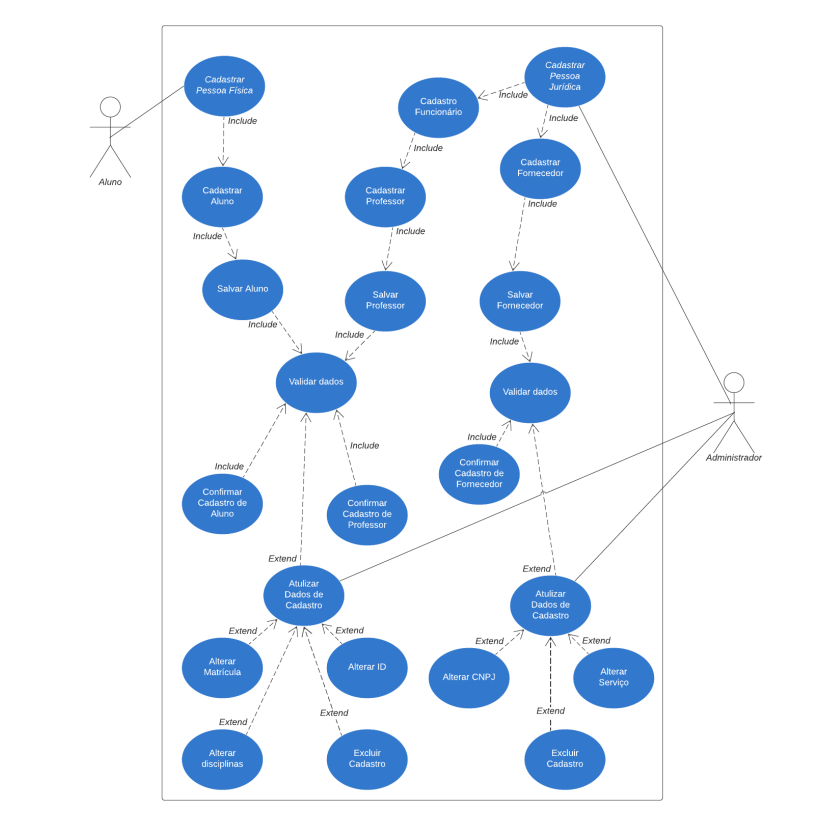 Cadastrar
Pessoa Física
Cadastrar
Pessoa
Jurídica
Cadastro
Funcionário
Include
Include
Include
Include
Aluno
Cadastrar
Aluno
Cadastrar
Professor
Cadastrar
Fornecedor
Include
Include
Include
Salvar Aluno
Salvar
Professor
Salvar
Fornecedor
Include
Include
Include
Validar dados
Validar dados
Administrador
Include
Include
Include
Confirmar
Cadastro de
Aluno
Confirmar
Cadastro de
Professor
Confirmar
Cadastro de
Fornecedor
Extend
Extend
Atulizar
Dados de
Cadastro
Atulizar
Dados de
Cadastro
Extend
Extend
Extend
Extend
Alterar
Matrícula
Alterar ID
Alterar CNPJ
Alterar
Serviço
Extend
Extend
Extend
Alterar
disciplinas
Excluir
Cadastro
Excluir
Cadastro